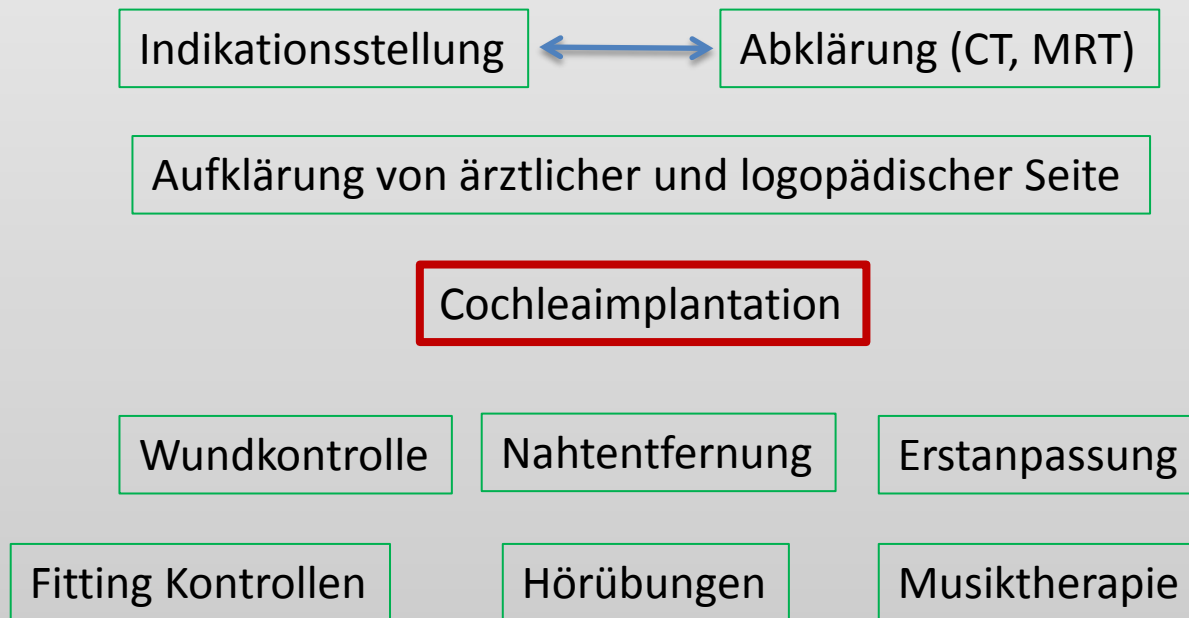 Indikationsstellung
Abklärung (CT, MRT)
Aufklärung von ärztlicher und logopädischer Seite
Cochleaimplantation
Wundkontrolle
Nahtentfernung
Erstanpassung
Fitting Kontrollen
Hörübungen
Musiktherapie